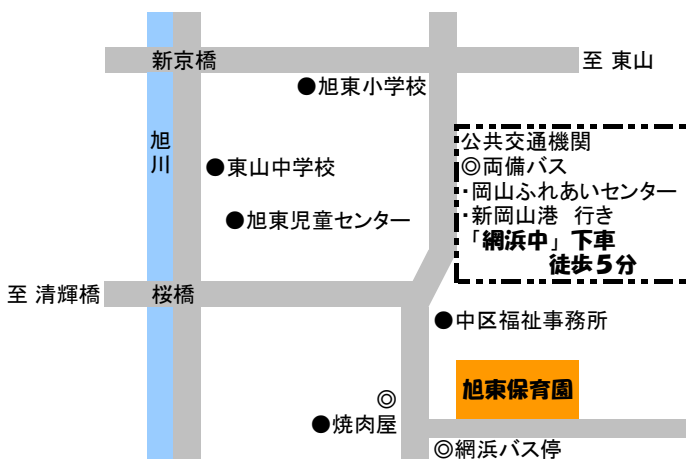 新京橋
至 東山
●旭東小学校
旭川
公共交通機関
◎両備バス
・岡山ふれあいセンター
・新岡山港　行き
「網浜中」下車
徒歩5分
●東山中学校
●旭東児童センター
至 清輝橋
桜橋
●中区福祉事務所
旭東保育園
◎
●焼肉屋
◎網浜バス停